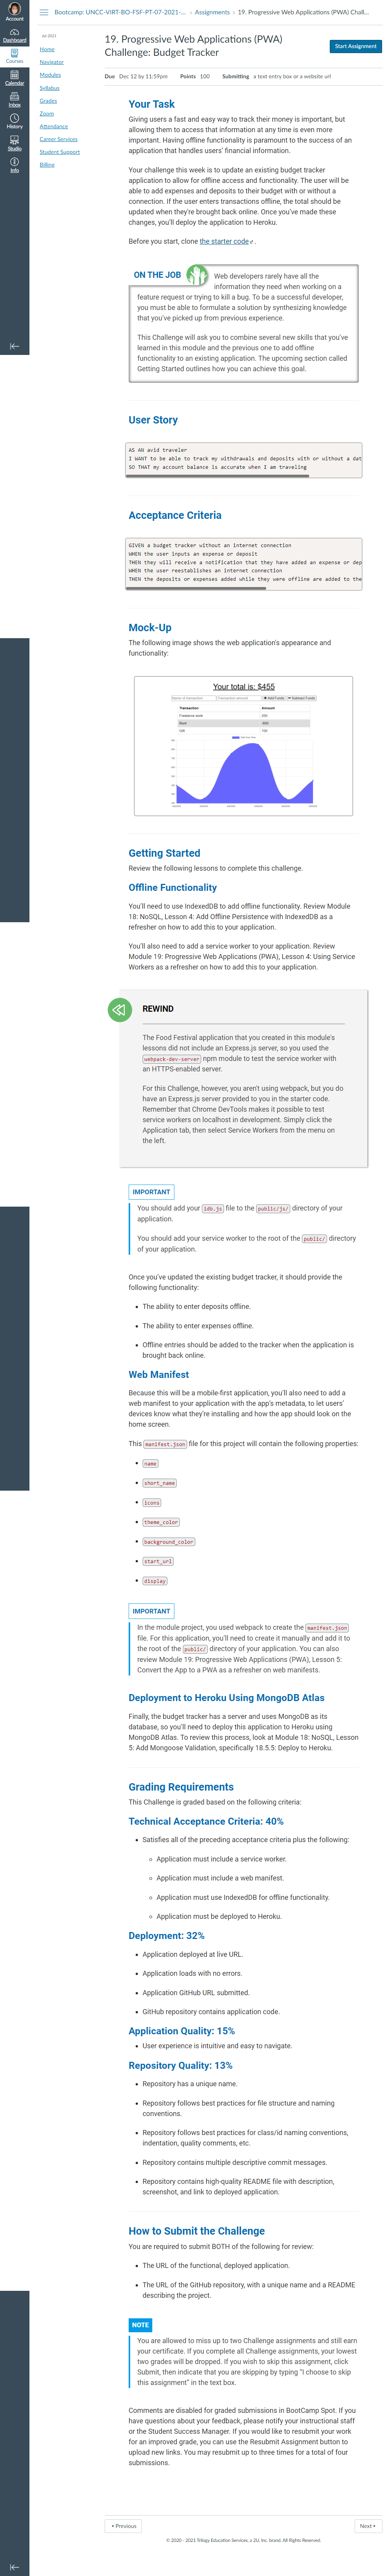 Account
Dashboard
Courses
Calendar
Inbox
History
Studio
Info
Bootcamp: UNCC-VIRT-BO-FSF-PT-07-2021-... › Assignments › 19. Progressive Web Applications (PWA) Chall...
Home
Navigator
Modules
Syllabus
Grades
Zoom
Attendance
Career Services
Student Support
Billing
19. Progressive Web Applications (PWA)
Challenge: Budget Tracker
Start Assignment
Due Dec 12 by 11:59pm Points 100 Submitting a text entry box or a website url
Your Task
Giving users a fast and easy way to track their money is important, but
allowing them to access that information at any time is even more
important. Having offline functionality is paramount to the success of an
application that handles users' financial information.
Your challenge this week is to update an existing budget tracker
application to allow for offline access and functionality. The user will be
able to add expenses and deposits to their budget with or without a
connection. If the user enters transactions offline, the total should be
updated when they're brought back online. Once you've made these
changes, you'll deploy the application to Heroku.
Before you start, clone the starter code .
ON THE JOB
Web developers rarely have all the
information they need when working on a
feature request or trying to kill a bug. To be a successful developer,
you must be able to formulate a solution by synthesizing knowledge
that you've picked up from previous experience.
This Challenge will ask you to combine several new skills that you've
learned in this module and the previous one to add offline
functionality to an existing application. The upcoming section called
Getting Started outlines how you can achieve this goal.
User Story
AS AN avid traveler
I WANT to be able to track my withdrawals and deposits with or without a dat
SO THAT my account balance is accurate when I am traveling
Acceptance Criteria
GIVEN a budget tracker without an internet connection
WHEN the user inputs an expense or deposit
THEN they will receive a notification that they have added an expense or dep
WHEN the user reestablishes an internet connection
THEN the deposits or expenses added while they were offline are added to the
Mock-Up
The following image shows the web application's appearance and
functionality:
Your total is: $455
Name of transaction Transaction amount Add Funds Subtract Funds
Transaction Amount
Getting Started
Review the following lessons to complete this challenge.
Offline Functionality
You'll need to use IndexedDB to add offline functionality. Review Module
18: NoSQL, Lesson 4: Add Offline Persistence with IndexedDB as a
refresher on how to add this to your application.
You'll also need to add a service worker to your application. Review
Module 19: Progressive Web Applications (PWA), Lesson 4: Using Service
Workers as a refresher on how to add this to your application.
REWIND
The Food Festival application that you created in this module's
lessons did not include an Express.js server, so you used the
webpack-dev-server npm module to test the service worker with
an HTTPS-enabled server.
For this Challenge, however, you aren't using webpack, but you do
have an Express.js server provided to you in the starter code.
Remember that Chrome DevTools makes it possible to test
service workers on localhost in development. Simply click the
Application tab, then select Service Workers from the menu on
the left.
IMPORTANT
You should add your idb.js file to the public/js/ directory of your
application.
You should add your service worker to the root of the public/ directory
of your application.
Once you've updated the existing budget tracker, it should provide the
following functionality:
• The ability to enter deposits offline.
• The ability to enter expenses offline.
• Offline entries should be added to the tracker when the application is
brought back online.
Web Manifest
Because this will be a mobile-first application, you'll also need to add a
web manifest to your application with the app's metadata, to let users'
devices know what they're installing and how the app should look on the
home screen.
This manifest.json file for this project will contain the following properties:
• name
• short_name
• icons
• theme_color
• background_color
• start_url
• display
IMPORTANT
In the module project, you used webpack to create the manifest.json
file. For this application, you'll need to create it manually and add it to
the root of the public/ directory of your application. You can also
review Module 19: Progressive Web Applications (PWA), Lesson 5:
Convert the App to a PWA as a refresher on web manifests.
Deployment to Heroku Using MongoDB Atlas
Finally, the budget tracker has a server and uses MongoDB as its
database, so you'll need to deploy this application to Heroku using
MongoDB Atlas. To review this process, look at Module 18: NoSQL, Lesson
5: Add Mongoose Validation, specifically 18.5.5: Deploy to Heroku.
Grading Requirements
This Challenge is graded based on the following criteria:
Technical Acceptance Criteria: 40%
• Satisfies all of the preceding acceptance criteria plus the following:
◦ Application must include a service worker.
◦ Application must include a web manifest.
◦ Application must use IndexedDB for offline functionality.
◦ Application must be deployed to Heroku.
Deployment: 32%
• Application deployed at live URL.
• Application loads with no errors.
• Application GitHub URL submitted.
• GitHub repository contains application code.
Application Quality: 15%
• User experience is intuitive and easy to navigate.
Repository Quality: 13%
• Repository has a unique name.
• Repository follows best practices for file structure and naming
conventions.
• Repository follows best practices for class/id naming conventions,
indentation, quality comments, etc.
• Repository contains multiple descriptive commit messages.
• Repository contains high-quality README file with description,
screenshot, and link to deployed application.
How to Submit the Challenge
You are required to submit BOTH of the following for review:
• The URL of the functional, deployed application.
• The URL of the GitHub repository, with a unique name and a README
describing the project.
NOTE
You are allowed to miss up to two Challenge assignments and still earn
your certificate. If you complete all Challenge assignments, your lowest
two grades will be dropped. If you wish to skip this assignment, click
Submit, then indicate that you are skipping by typing "I choose to skip
this assignment" in the text box.
Comments are disabled for graded submissions in BootCamp Spot. If you
have questions about your feedback, please notify your instructional staff
or the Student Success Manager. If you would like to resubmit your work
for an improved grade, you can use the Resubmit Assignment button to
upload new links. You may resubmit up to three times for a total of four
submissions.
◂ Previous
Next ▸
© 2020 - 2021 Trilogy Education Services, a 2U, Inc. brand. All Rights Reserved.